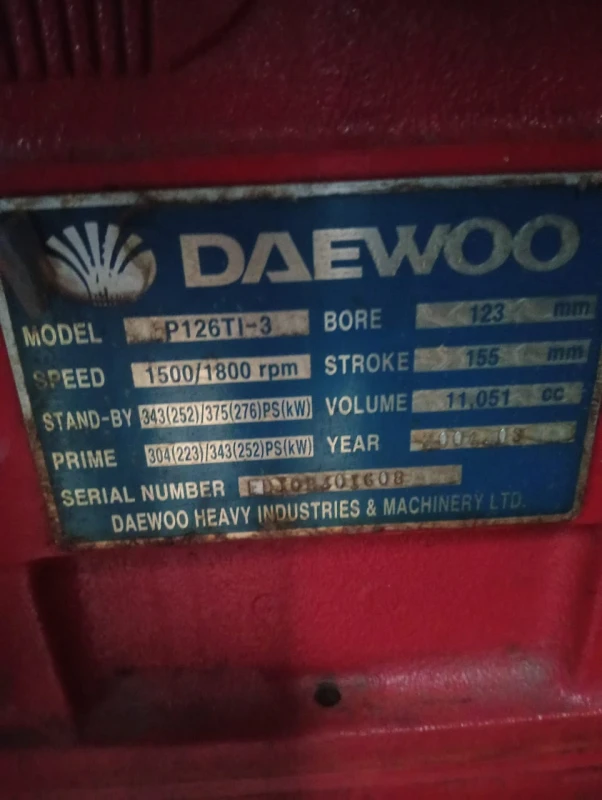 DAEWOO
MODEL P126TI-3
BORE 123 mm
SPEED 1500/1800 rpm
STROKE 155 mm
STAND-BY 343(252)/375(276)PS(kW)
VOLUME 11,051 cc
PRIME 304(223)/343(252)PS(kW)
YEAR
SERIAL NUMBER
DAEWOO HEAVY INDUSTRIES & MACHINERY LTD.